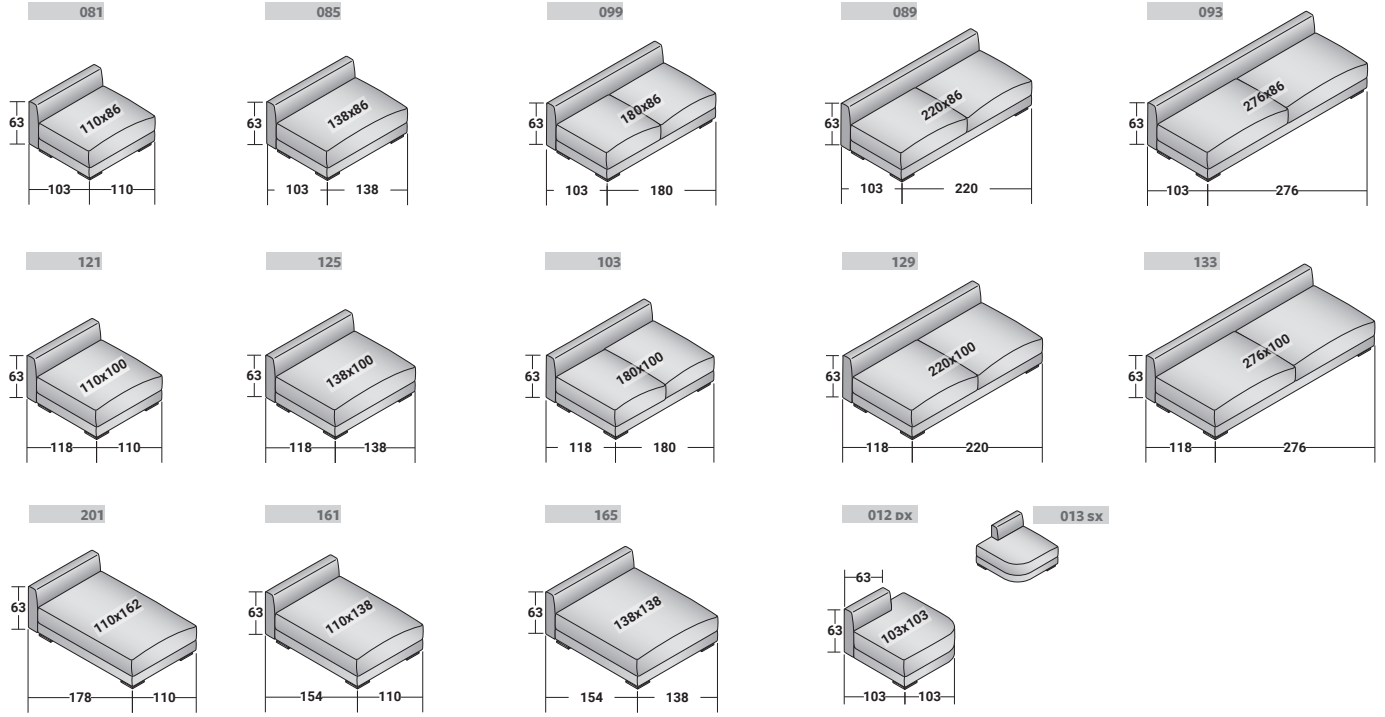 081
085
099
089
093
110x86
138x86
180x86
220x86
276x86
63
63
63
63
63
103 110
103 138
103 180
103 220
103 276
121
125
103
129
133
110x100
138x100
180x100
220x100
276x100
63
63
63
63
63
118 110
118 138
118 180
118 220
118 276
201
161
165
012 DX
013 SX
63
110x162
110x138
138x138
103x103
63
63
63
63
178 110
154 110
154 138
103 103